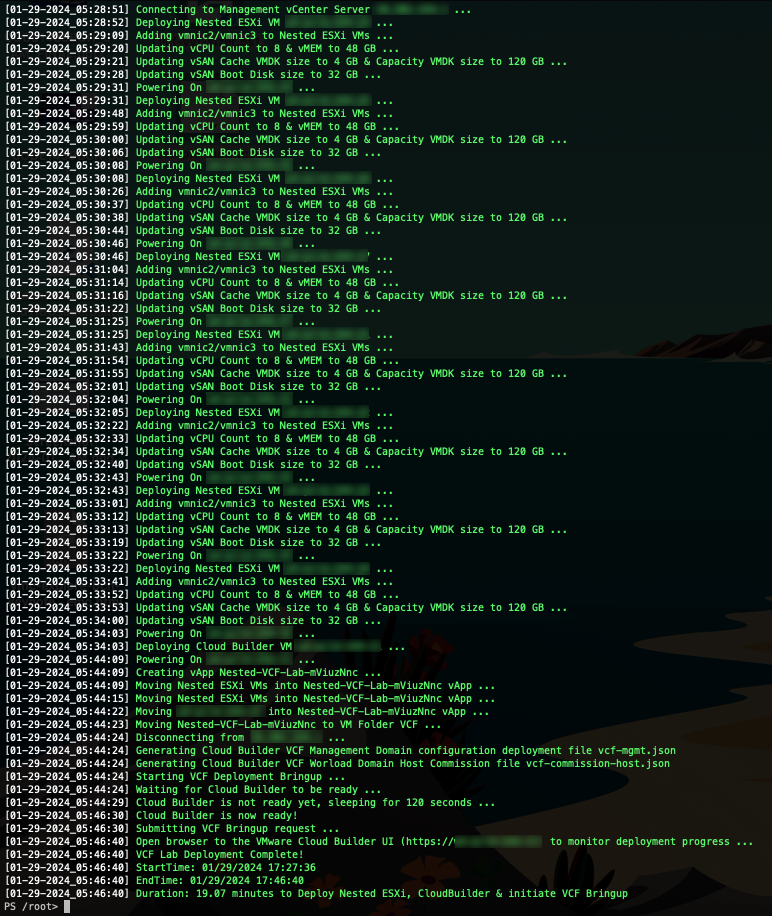 [01-29-2024_05:28:51] Connecting to Management vCenter Server ...
[01-29-2024_05:28:52] Deploying Nested ESXi VM ...
[01-29-2024_05:29:09] Adding vmnic2/vmnic3 to Nested ESXi VMs ...
[01-29-2024_05:29:20] Updating vCPU Count to 8 & vMEM to 48 GB ...
[01-29-2024_05:29:21] Updating vSAN Cache VMDK size to 4 GB & Capacity VMDK size to 120 GB ...
[01-29-2024_05:29:28] Updating vSAN Boot Disk size to 32 GB ...
[01-29-2024_05:29:31] Powering On ...
[01-29-2024_05:29:31] Deploying Nested ESXi VM ...
[01-29-2024_05:29:48] Adding vmnic2/vmnic3 to Nested ESXi VMs ...
[01-29-2024_05:29:59] Updating vCPU Count to 8 & vMEM to 48 GB ...
[01-29-2024_05:30:00] Updating vSAN Cache VMDK size to 4 GB & Capacity VMDK size to 120 GB ...
[01-29-2024_05:30:06] Updating vSAN Boot Disk size to 32 GB ...
[01-29-2024_05:30:08] Powering On ...
[01-29-2024_05:30:08] Deploying Nested ESXi VM ...
[01-29-2024_05:30:26] Adding vmnic2/vmnic3 to Nested ESXi VMs ...
[01-29-2024_05:30:37] Updating vCPU Count to 8 & vMEM to 48 GB ...
[01-29-2024_05:30:38] Updating vSAN Cache VMDK size to 4 GB & Capacity VMDK size to 120 GB ...
[01-29-2024_05:30:44] Updating vSAN Boot Disk size to 32 GB ...
[01-29-2024_05:30:46] Powering On ...
[01-29-2024_05:30:46] Deploying Nested ESXi VM ...
[01-29-2024_05:31:04] Adding vmnic2/vmnic3 to Nested ESXi VMs ...
[01-29-2024_05:31:14] Updating vCPU Count to 8 & vMEM to 48 GB ...
[01-29-2024_05:31:16] Updating vSAN Cache VMDK size to 4 GB & Capacity VMDK size to 120 GB ...
[01-29-2024_05:31:22] Updating vSAN Boot Disk size to 32 GB ...
[01-29-2024_05:31:25] Powering On ...
[01-29-2024_05:31:25] Deploying Nested ESXi VM ...
[01-29-2024_05:31:43] Adding vmnic2/vmnic3 to Nested ESXi VMs ...
[01-29-2024_05:31:54] Updating vCPU Count to 8 & vMEM to 48 GB ...
[01-29-2024_05:31:55] Updating vSAN Cache VMDK size to 4 GB & Capacity VMDK size to 120 GB ...
[01-29-2024_05:32:01] Updating vSAN Boot Disk size to 32 GB ...
[01-29-2024_05:32:04] Powering On ...
[01-29-2024_05:32:05] Deploying Nested ESXi VM ...
[01-29-2024_05:32:22] Adding vmnic2/vmnic3 to Nested ESXi VMs ...
[01-29-2024_05:32:33] Updating vCPU Count to 8 & vMEM to 48 GB ...
[01-29-2024_05:32:34] Updating vSAN Cache VMDK size to 4 GB & Capacity VMDK size to 120 GB ...
[01-29-2024_05:32:40] Updating vSAN Boot Disk size to 32 GB ...
[01-29-2024_05:32:43] Powering On ...
[01-29-2024_05:32:43] Deploying Nested ESXi VM ...
[01-29-2024_05:33:01] Adding vmnic2/vmnic3 to Nested ESXi VMs ...
[01-29-2024_05:33:12] Updating vCPU Count to 8 & vMEM to 48 GB ...
[01-29-2024_05:33:13] Updating vSAN Cache VMDK size to 4 GB & Capacity VMDK size to 120 GB ...
[01-29-2024_05:33:19] Updating vSAN Boot Disk size to 32 GB ...
[01-29-2024_05:33:22] Powering On ...
[01-29-2024_05:33:22] Deploying Nested ESXi VM ...
[01-29-2024_05:33:41] Adding vmnic2/vmnic3 to Nested ESXi VMs ...
[01-29-2024_05:33:52] Updating vCPU Count to 8 & vMEM to 48 GB ...
[01-29-2024_05:33:53] Updating vSAN Cache VMDK size to 4 GB & Capacity VMDK size to 120 GB ...
[01-29-2024_05:34:00] Updating vSAN Boot Disk size to 32 GB ...
[01-29-2024_05:34:03] Powering On ...
[01-29-2024_05:34:03] Deploying Cloud Builder VM ...
[01-29-2024_05:44:09] Powering On ...
[01-29-2024_05:44:09] Creating vApp Nested-VCF-Lab-mViuzNnc ...
[01-29-2024_05:44:09] Moving Nested ESXi VMs into Nested-VCF-Lab-mViuzNnc vApp ...
[01-29-2024_05:44:15] Moving Nested ESXi VMs into Nested-VCF-Lab-mViuzNnc vApp ...
[01-29-2024_05:44:22] Moving into Nested-VCF-Lab-mViuzNnc vApp ...
[01-29-2024_05:44:23] Moving Nested-VCF-Lab-mViuzNnc to VM Folder VCF ...
[01-29-2024_05:44:24] Disconnecting from ...
[01-29-2024_05:44:24] Generating Cloud Builder VCF Management Domain configuration deployment file vcf-mgmt.json
[01-29-2024_05:44:24] Generating Cloud Builder VCF Worload Domain Host Commission file vcf-commission-host.json
[01-29-2024_05:44:24] Starting VCF Deployment Bringup ...
[01-29-2024_05:44:24] Waiting for Cloud Builder to be ready ...
[01-29-2024_05:44:29] Cloud Builder is not ready yet, sleeping for 120 seconds ...
[01-29-2024_05:46:30] Cloud Builder is now ready!
[01-29-2024_05:46:30] Submitting VCF Bringup request ...
[01-29-2024_05:46:40] Open browser to the VMware Cloud Builder UI (https:// to monitor deployment progress ...
[01-29-2024_05:46:40] VCF Lab Deployment Complete!
[01-29-2024_05:46:40] StartTime: 01/29/2024 17:27:36
[01-29-2024_05:46:40] EndTime: 01/29/2024 17:46:40
[01-29-2024_05:46:40] Duration: 19.07 minutes to Deploy Nested ESXi, CloudBuilder & initiate VCF Bringup
PS /root>